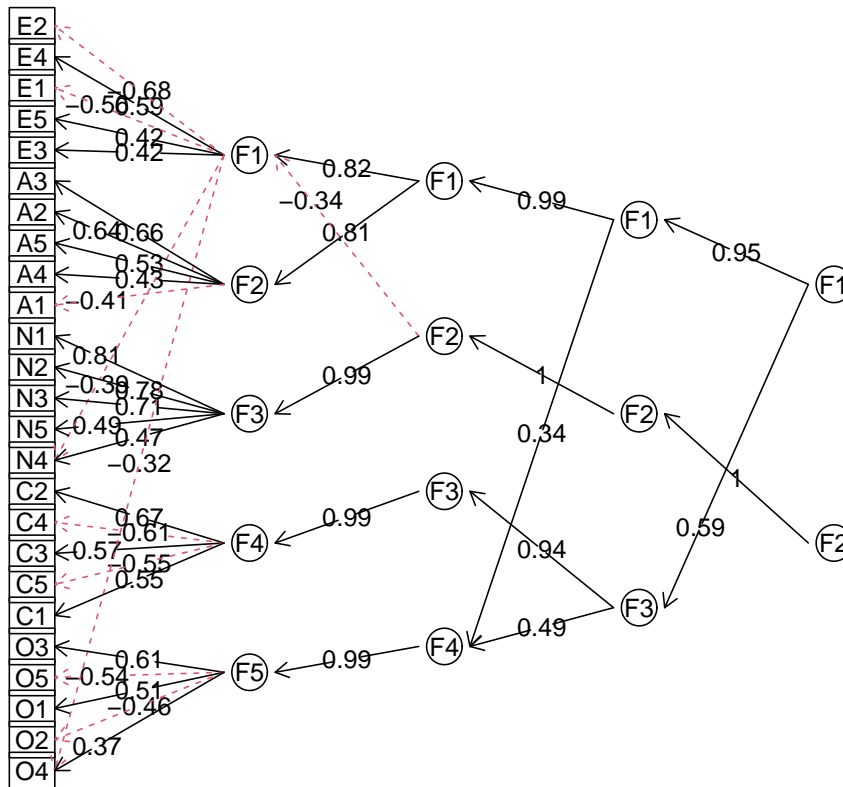 E2
E4
E1
E5
E3
A3
A2
A5
A4
A1
N1
N2
N3
N5
N4
C2
C4
C3
C5
C1
O3
O5
O1
O2
O4
−0.68
0.59
−0.56
0.42
0.42
0.66
0.64
0.53
0.43
−0.41
0.81
−0.39
0.78
0.71
0.49
0.47
−0.32
0.67
−0.61
0.57
−0.55
0.55
0.61
−0.54
0.51
−0.46
0.37
F1
F2
F3
F4
F5
0.82
−0.34
0.81
0.99
0.99
0.99
F1
F2
F3
F4
0.99
1
0.34
0.94
0.49
F1
F2
F3
0.95
1
0.59
F1
F2